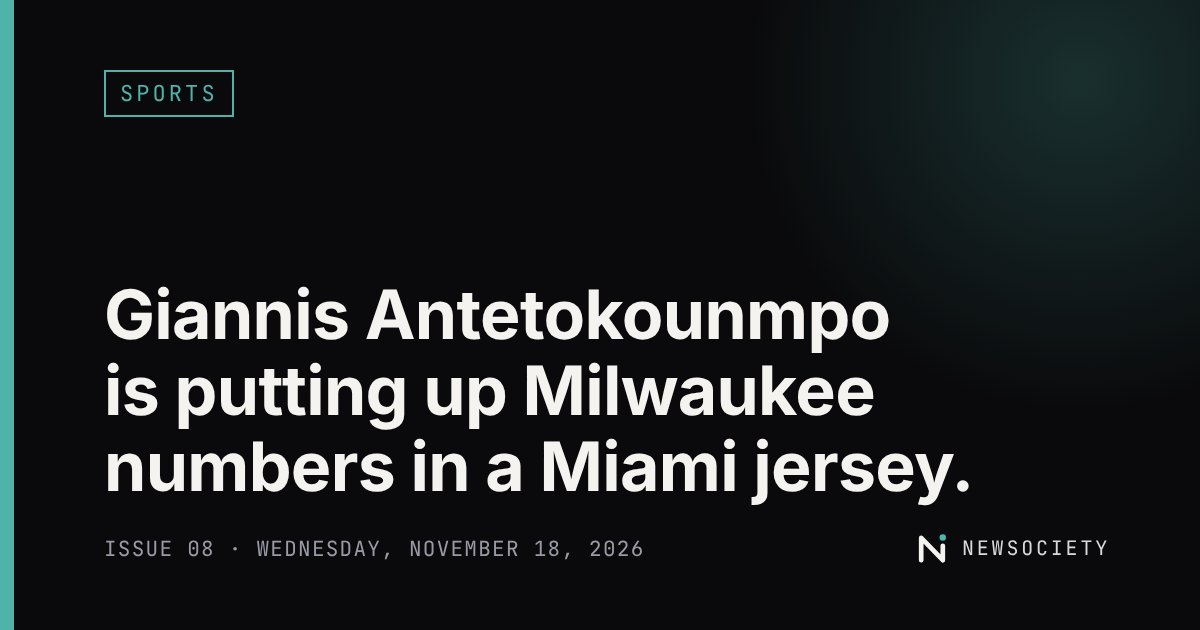 SPORTS
Giannis Antetokounmpo
is putting up Milwaukee
numbers in a Miami jersey.
ISSUE 08 · WEDNESDAY, NOVEMBER 18, 2026
NEWSOCIETY